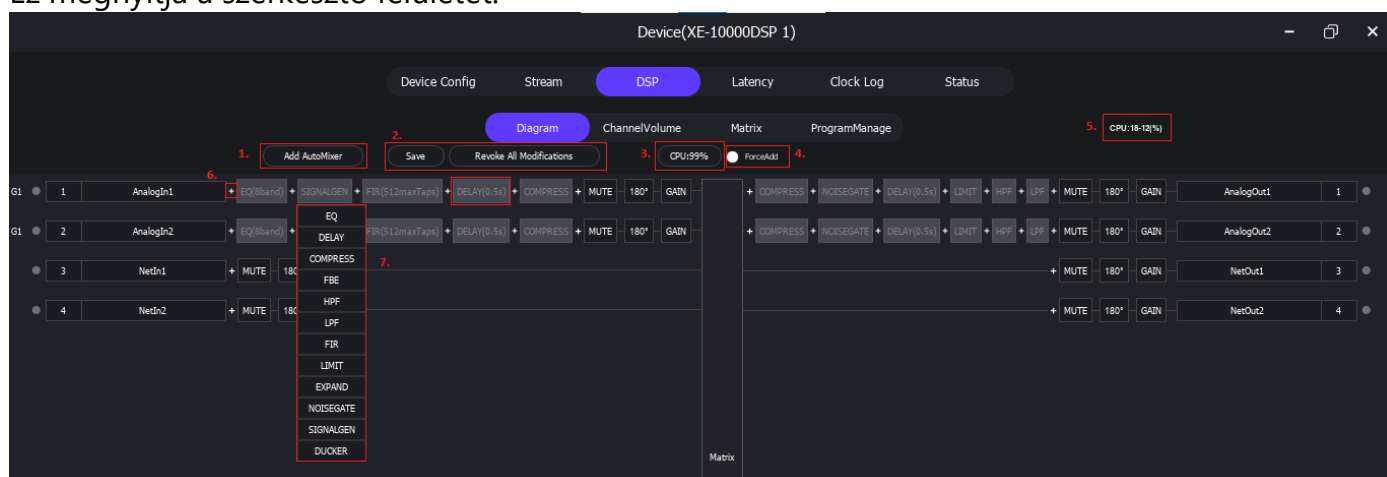 Ez megnyitja a szerkesztő felületet.
Device(XE-10000DSP 1)
Device Config Stream DSP Latency Clock Log Status
Diagram ChannelVolume Matrix ProgramManage 5. CPU:18-12(%)
1. Add AutoMixer 2. Save Revoke All Modifications 3. CPU:99% ForceAdd 4.
6.
G1 1 AnalogIn1 + EQ(8band) + SIGNALGEN + FIR(512maxTaps) + DELAY(0.5s) + COMPRESS + MUTE 180° GAIN + COMPRESS + NOISEGATE + DELAY(0.5s) + LIMIT + HPF + LPF + MUTE 180° GAIN AnalogOut1 1
G1 2 AnalogIn2 + EQ(8band) + FIR(512maxTaps) + DELAY(0.5s) + COMPRESS + MUTE 180° GAIN + COMPRESS + NOISEGATE + DELAY(0.5s) + LIMIT + HPF + LPF + MUTE 180° GAIN AnalogOut2 2
3 NetIn1 + MUTE 180 + MUTE 180° GAIN NetOut1 3
4 NetIn2 + MUTE 180 + MUTE 180° GAIN NetOut2 4
EQ
DELAY
COMPRESS
7.
FBE
HPF
LPF
FIR
LIMIT
EXPAND
NOISEGATE
SIGNALGEN
DUCKER
Matrix